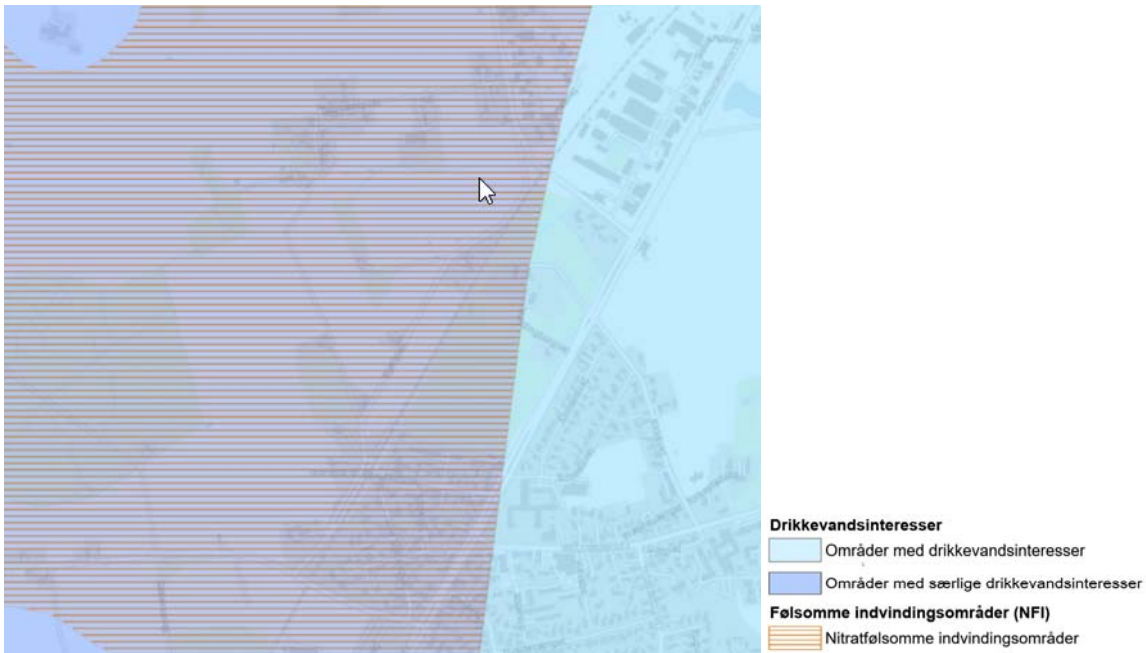 Drikkevandsinteresser
Områder med drikkevandsinteresser
Områder med særlige drikkevandsinteresser
Følsomme indvindingsområder (NFI)
Nitratfølsomme indvindingsområder